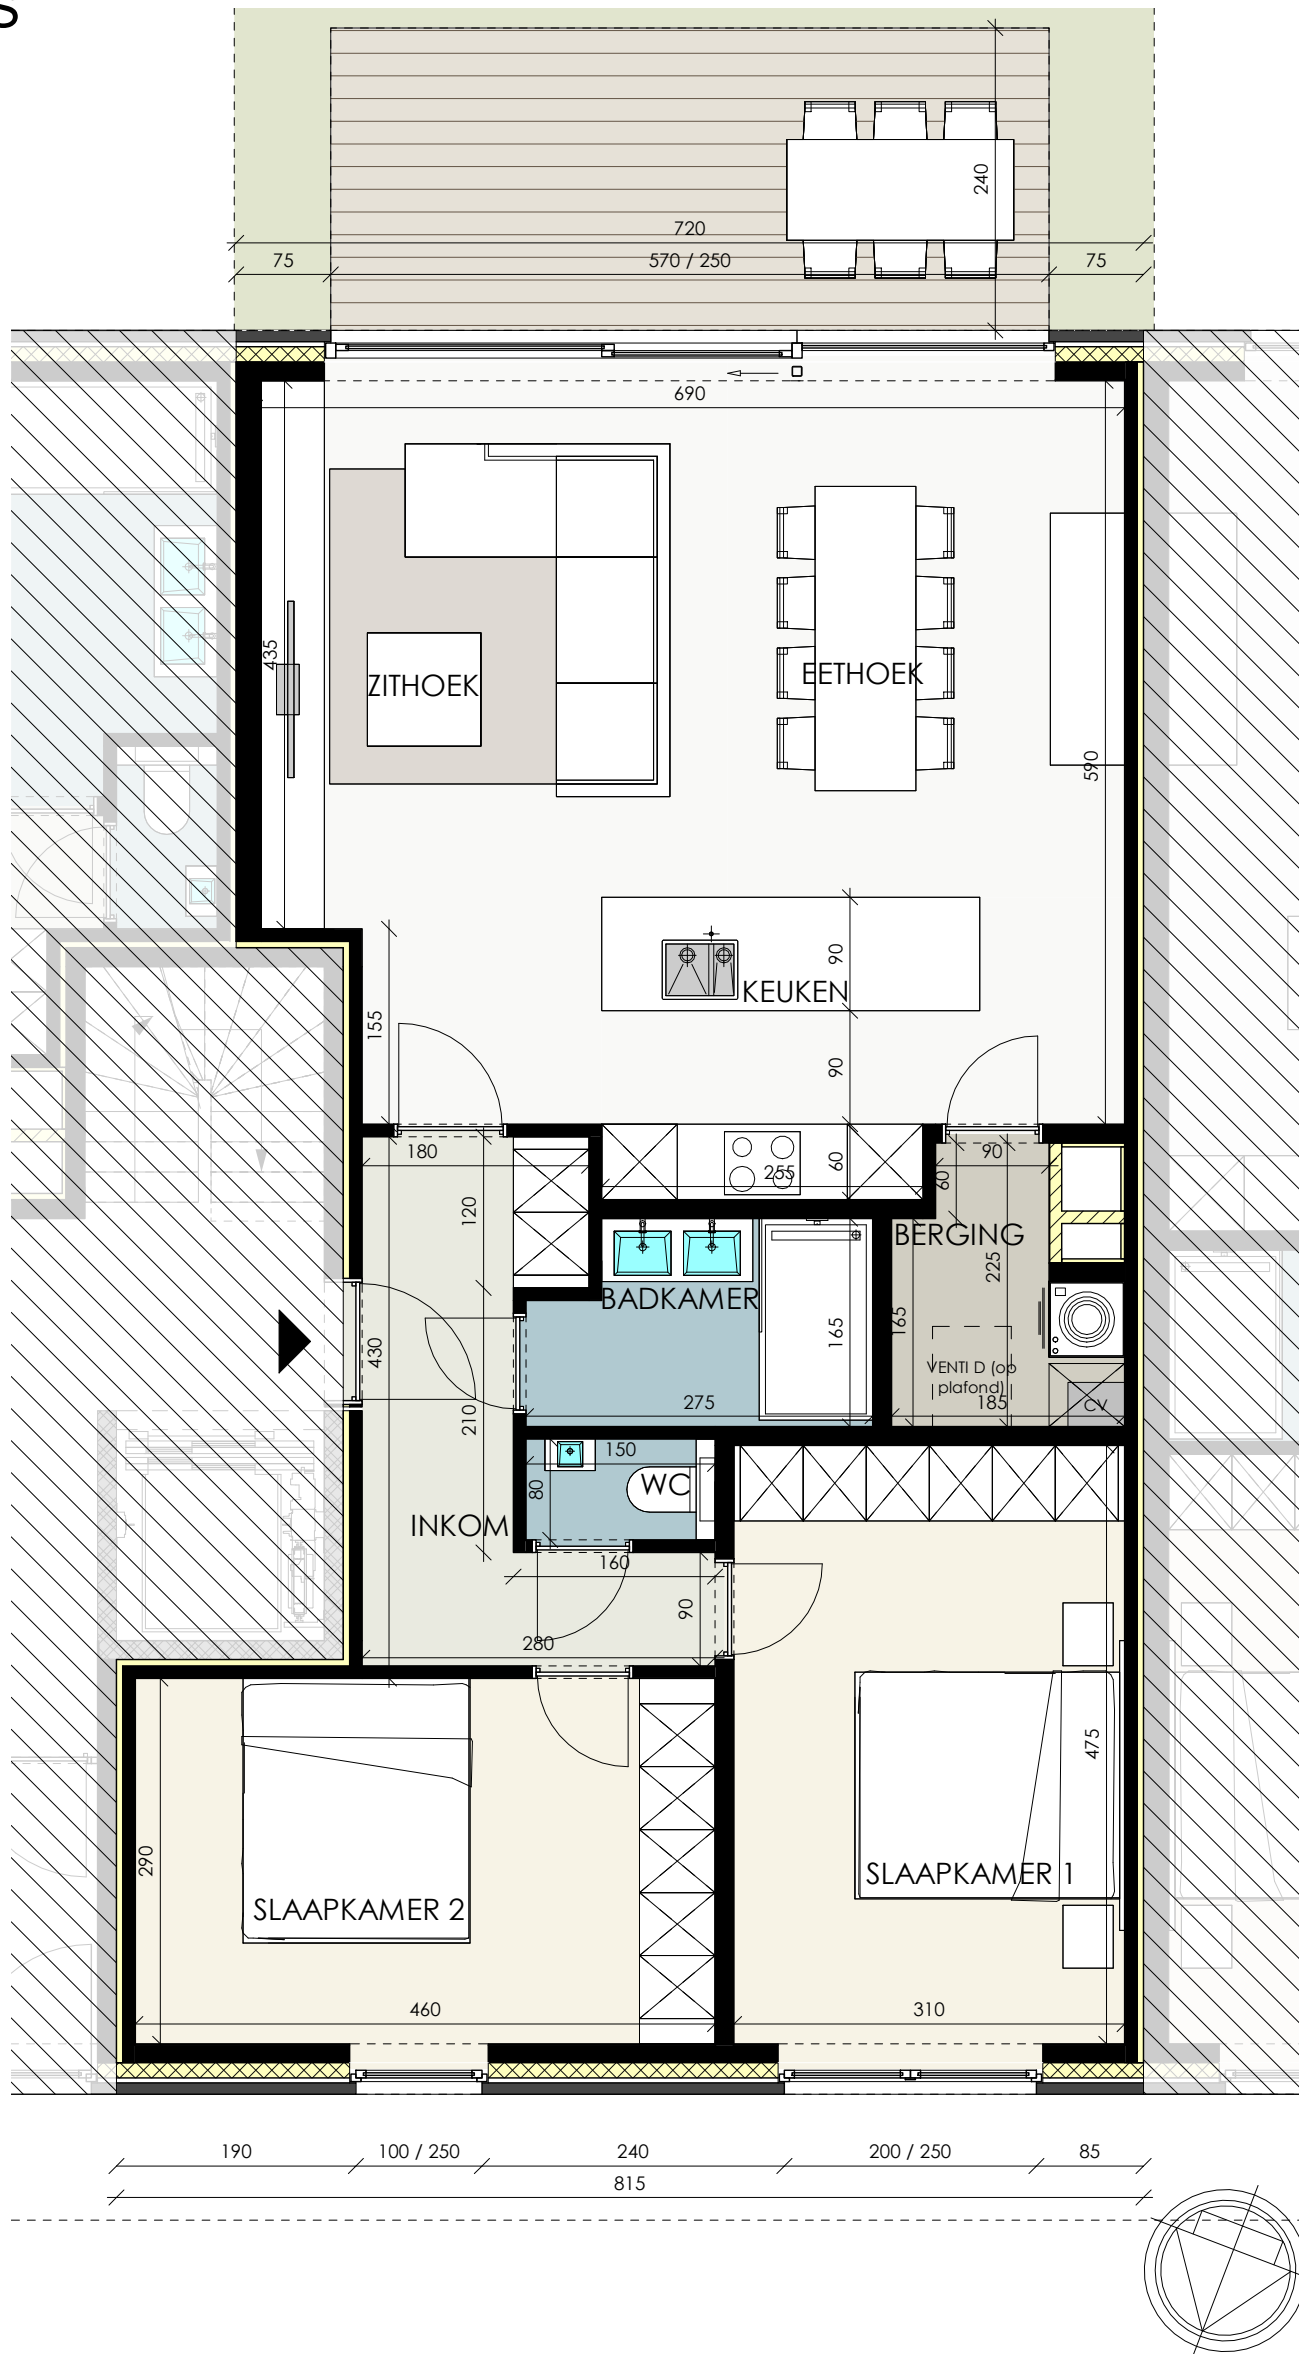 S
240
720
75
570 / 250
75
690
435
ZITHOEK
EETHOEK
590
90
KEUKEN
155
90
180
120
255
60
90
60
BERGING
225
BADKAMER
165
165
430
VENTI D (op
plafond)
210
275
185
CV
150
80
WC
INKOM
160
90
280
475
290
SLAAPKAMER 1
SLAAPKAMER 2
460
310
190
100 / 250
240
200 / 250
85
815